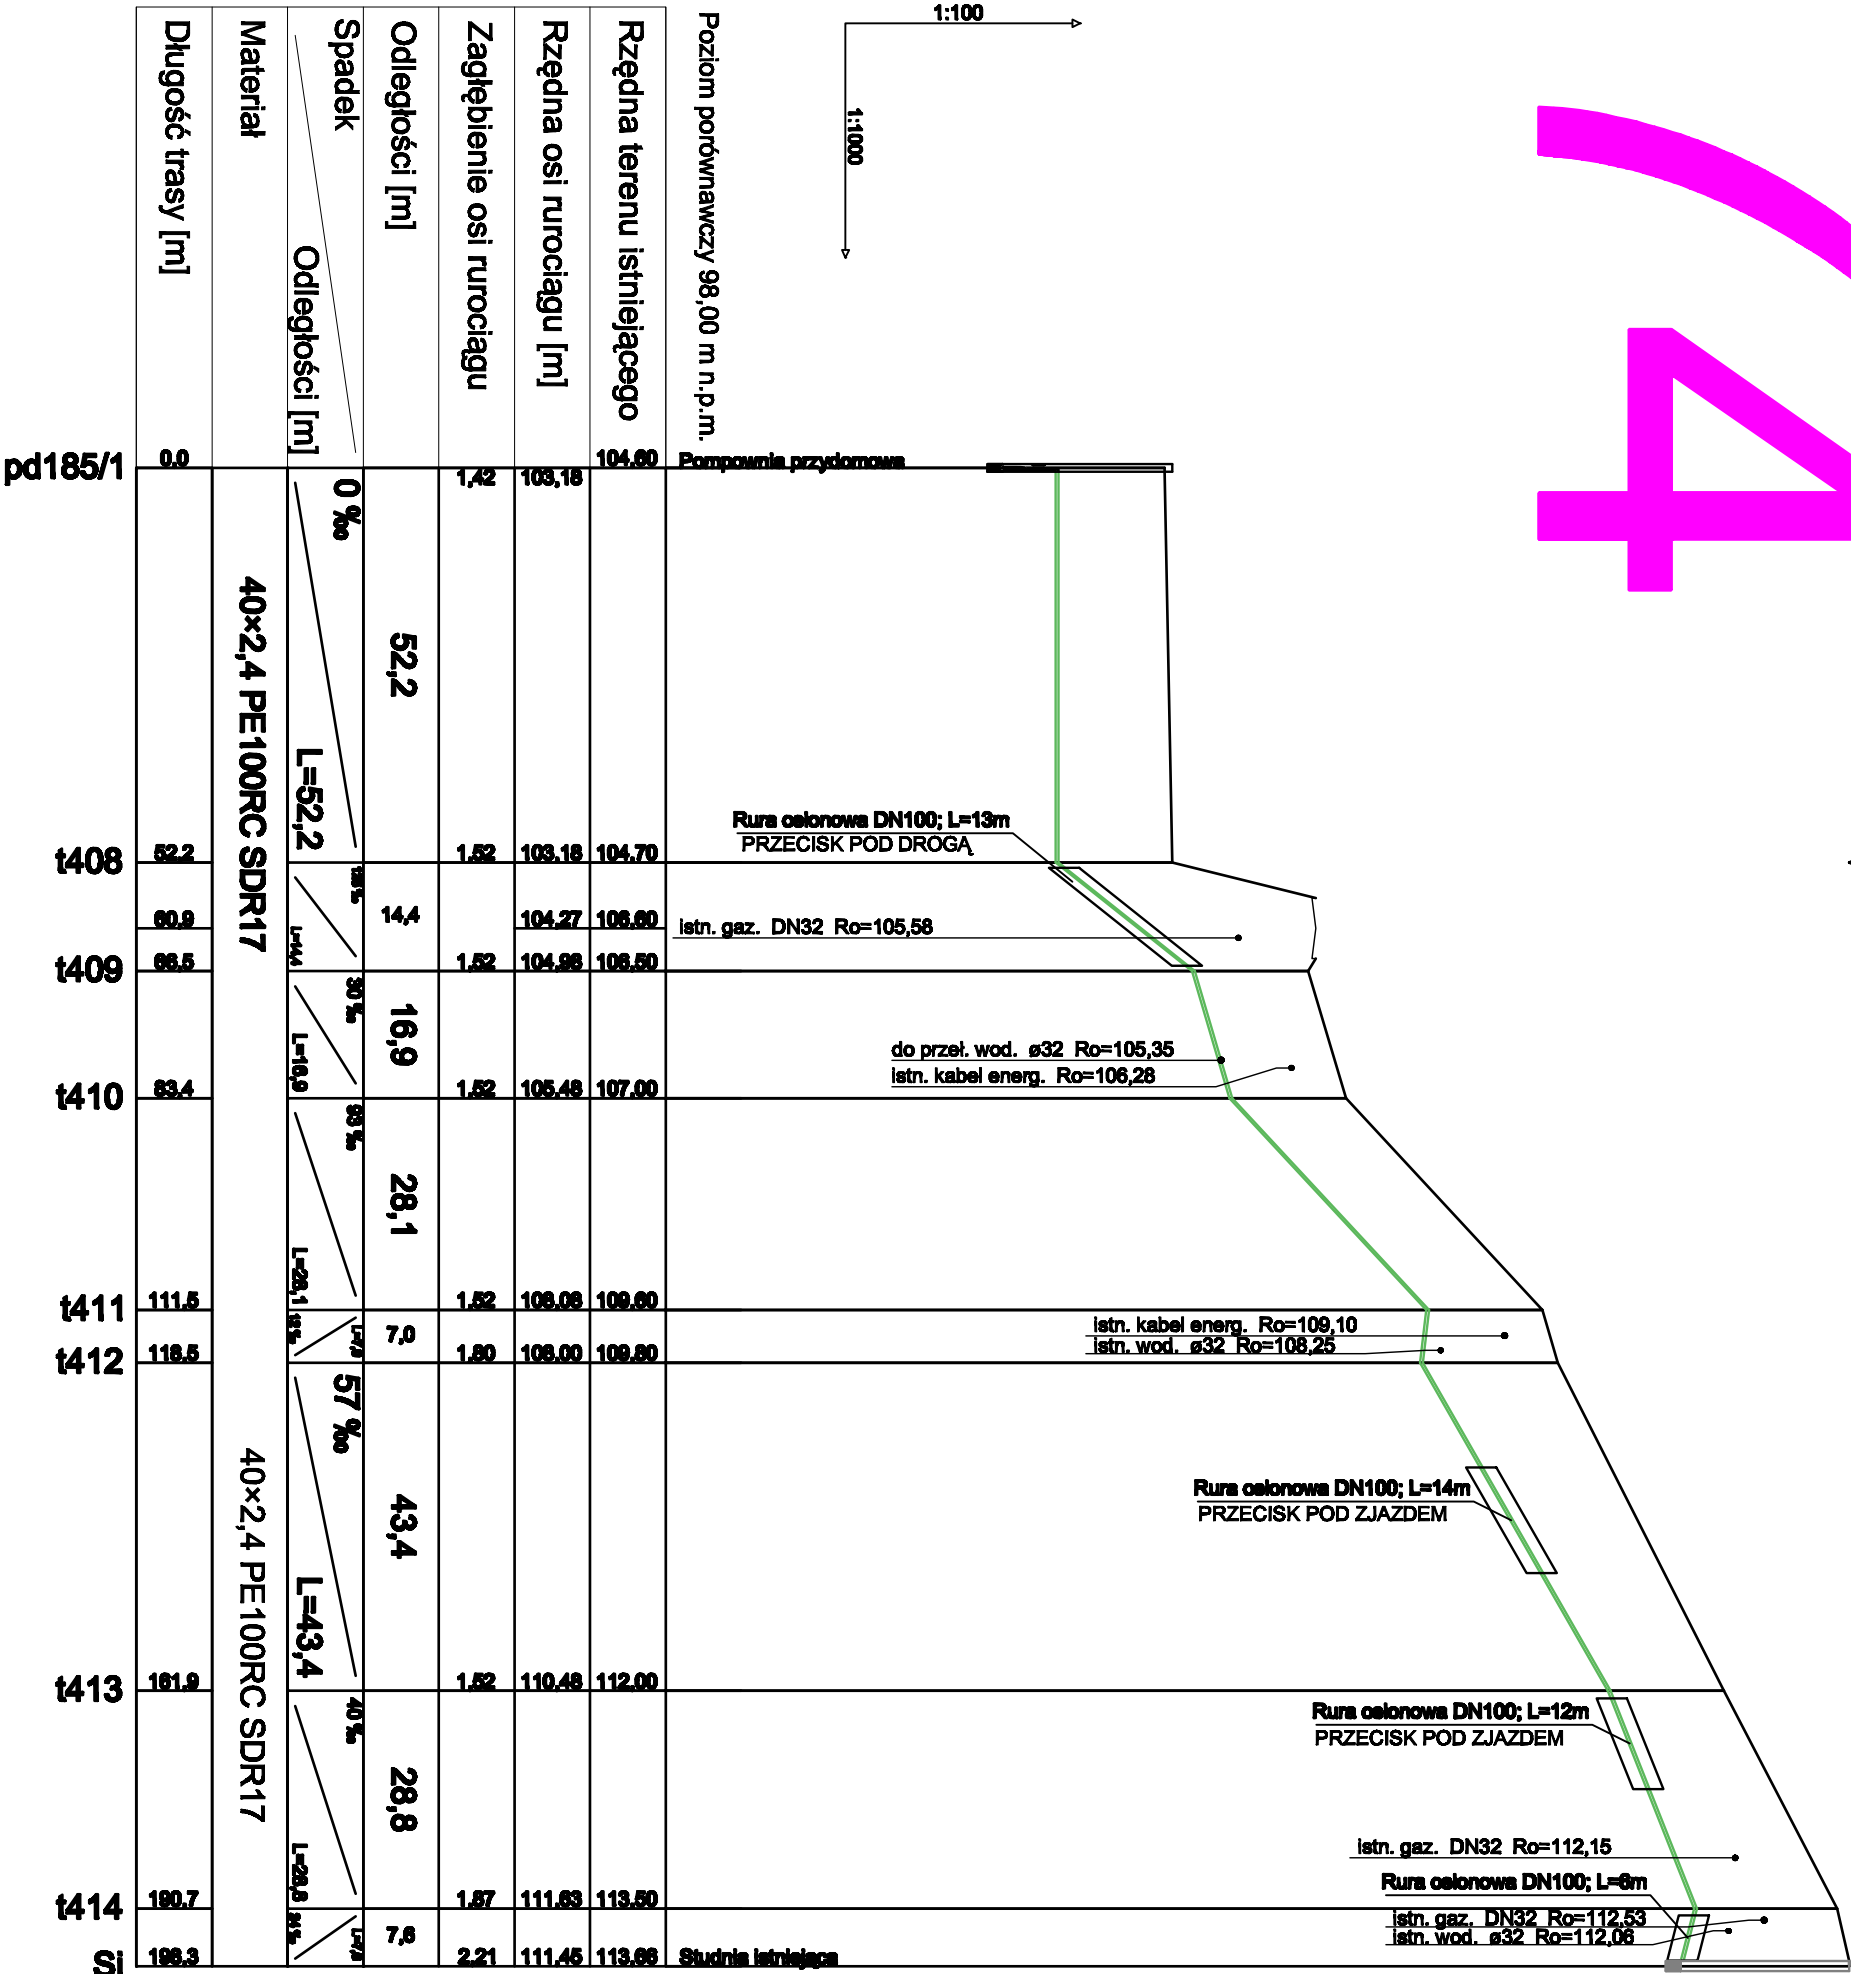 4
1:100
1:1000
Poziom porównawczy 98,00 m n.p.m.
Rzędna terenu istniejącego
104,60
104,70
106,60
106,50
107,00
109,60
109,80
112,00
113,50
113,66
Rzędna osi rurociągu [m]
103,18
103,18
104,27
104,98
105,48
108,08
108,00
110,48
111,63
111,45
Zagłębienie osi rurociągu
1,42
1,52
1,52
1,52
1,52
1,80
1,52
1,87
2,21
Odległości [m]
52,2
14,4
16,9
28,1
7,0
43,4
28,8
7,6
Spadek
Odległości [m]
0 ‰
L=52,2
L=14,4
30 ‰
L=16,9
93 ‰
L=28,1
12 ‰
57 ‰
L=43,4
40 ‰
L=28,8
Materiał
40×2,4 PE100RC SDR17
40×2,4 PE100RC SDR17
Długość trasy [m]
0,0
52,2
60,9
66,5
83,4
111,5
118,5
161,9
190,7
198,3
pd185/1
t408
t409
t410
t411
t412
t413
t414
Si
Pompownia przydomowa
Rura osłonowa DN100; L=13m
PRZECISK POD DROGĄ
istn. gaz. DN32 Ro=105,58
do przeł. wod. ø32 Ro=105,35
istn. kabel energ. Ro=106,28
istn. kabel energ. Ro=109,10
istn. wod. ø32 Ro=108,25
Rura osłonowa DN100; L=14m
PRZECISK POD ZJAZDEM
Rura osłonowa DN100; L=12m
PRZECISK POD ZJAZDEM
istn. gaz. DN32 Ro=112,15
Rura osłonowa DN100; L=6m
istn. gaz. DN32 Ro=112,53
istn. wod. ø32 Ro=112,06
Studnia istniejąca